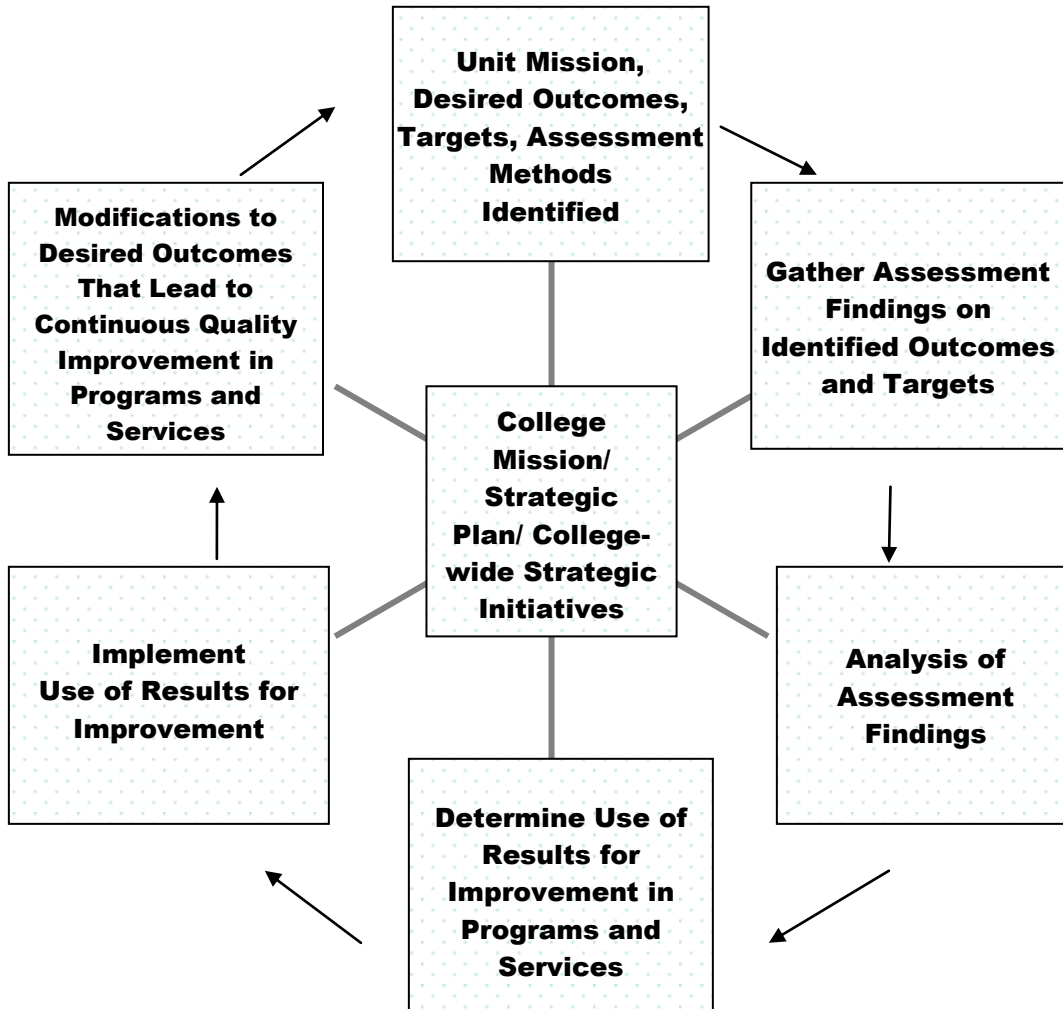 Unit Mission,
Desired Outcomes,
Targets, Assessment
Methods
Identified
Gather Assessment
Findings on
Identified Outcomes
and Targets
Analysis of
Assessment
Findings
Determine Use of
Results for
Improvement in
Programs and
Services
Implement
Use of Results for
Improvement
Modifications to
Desired Outcomes
That Lead to
Continuous Quality
Improvement in
Programs and
Services
College
Mission/
Strategic
Plan/ College-
wide Strategic
Initiatives